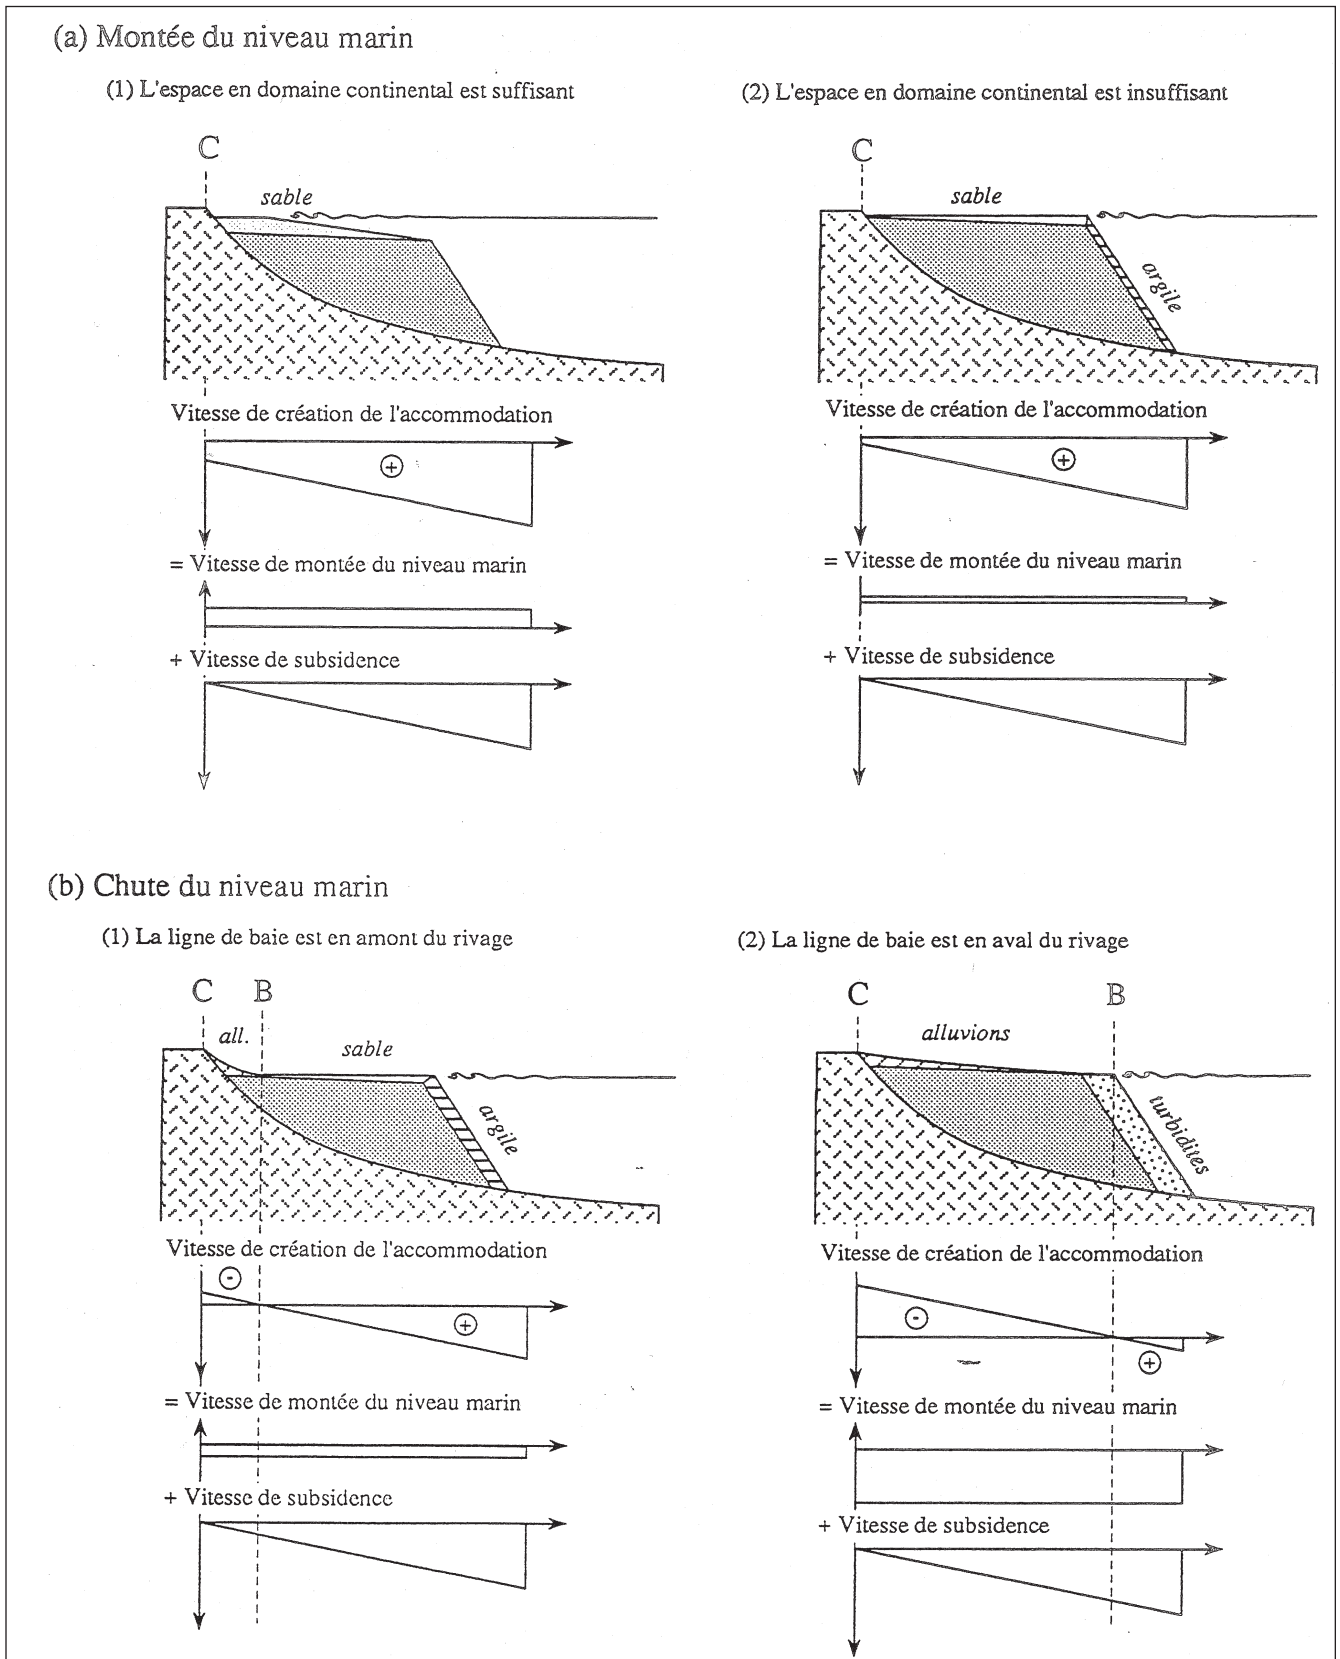 (a) Montée du niveau marin
(1) L'espace en domaine continental est suffisant
C
sable
Vitesse de création de l'accommodation
+
= Vitesse de montée du niveau marin
+ Vitesse de subsidence
(2) L'espace en domaine continental est insuffisant
C
sable
argile
Vitesse de création de l'accommodation
+
= Vitesse de montée du niveau marin
+ Vitesse de subsidence
(b) Chute du niveau marin
(1) La ligne de baie est en amont du rivage
C B
all.
sable
argile
Vitesse de création de l'accommodation
-
+
= Vitesse de montée du niveau marin
+ Vitesse de subsidence
(2) La ligne de baie est en aval du rivage
C B
alluvions
turbidites
Vitesse de création de l'accommodation
-
+
= Vitesse de montée du niveau marin
+ Vitesse de subsidence